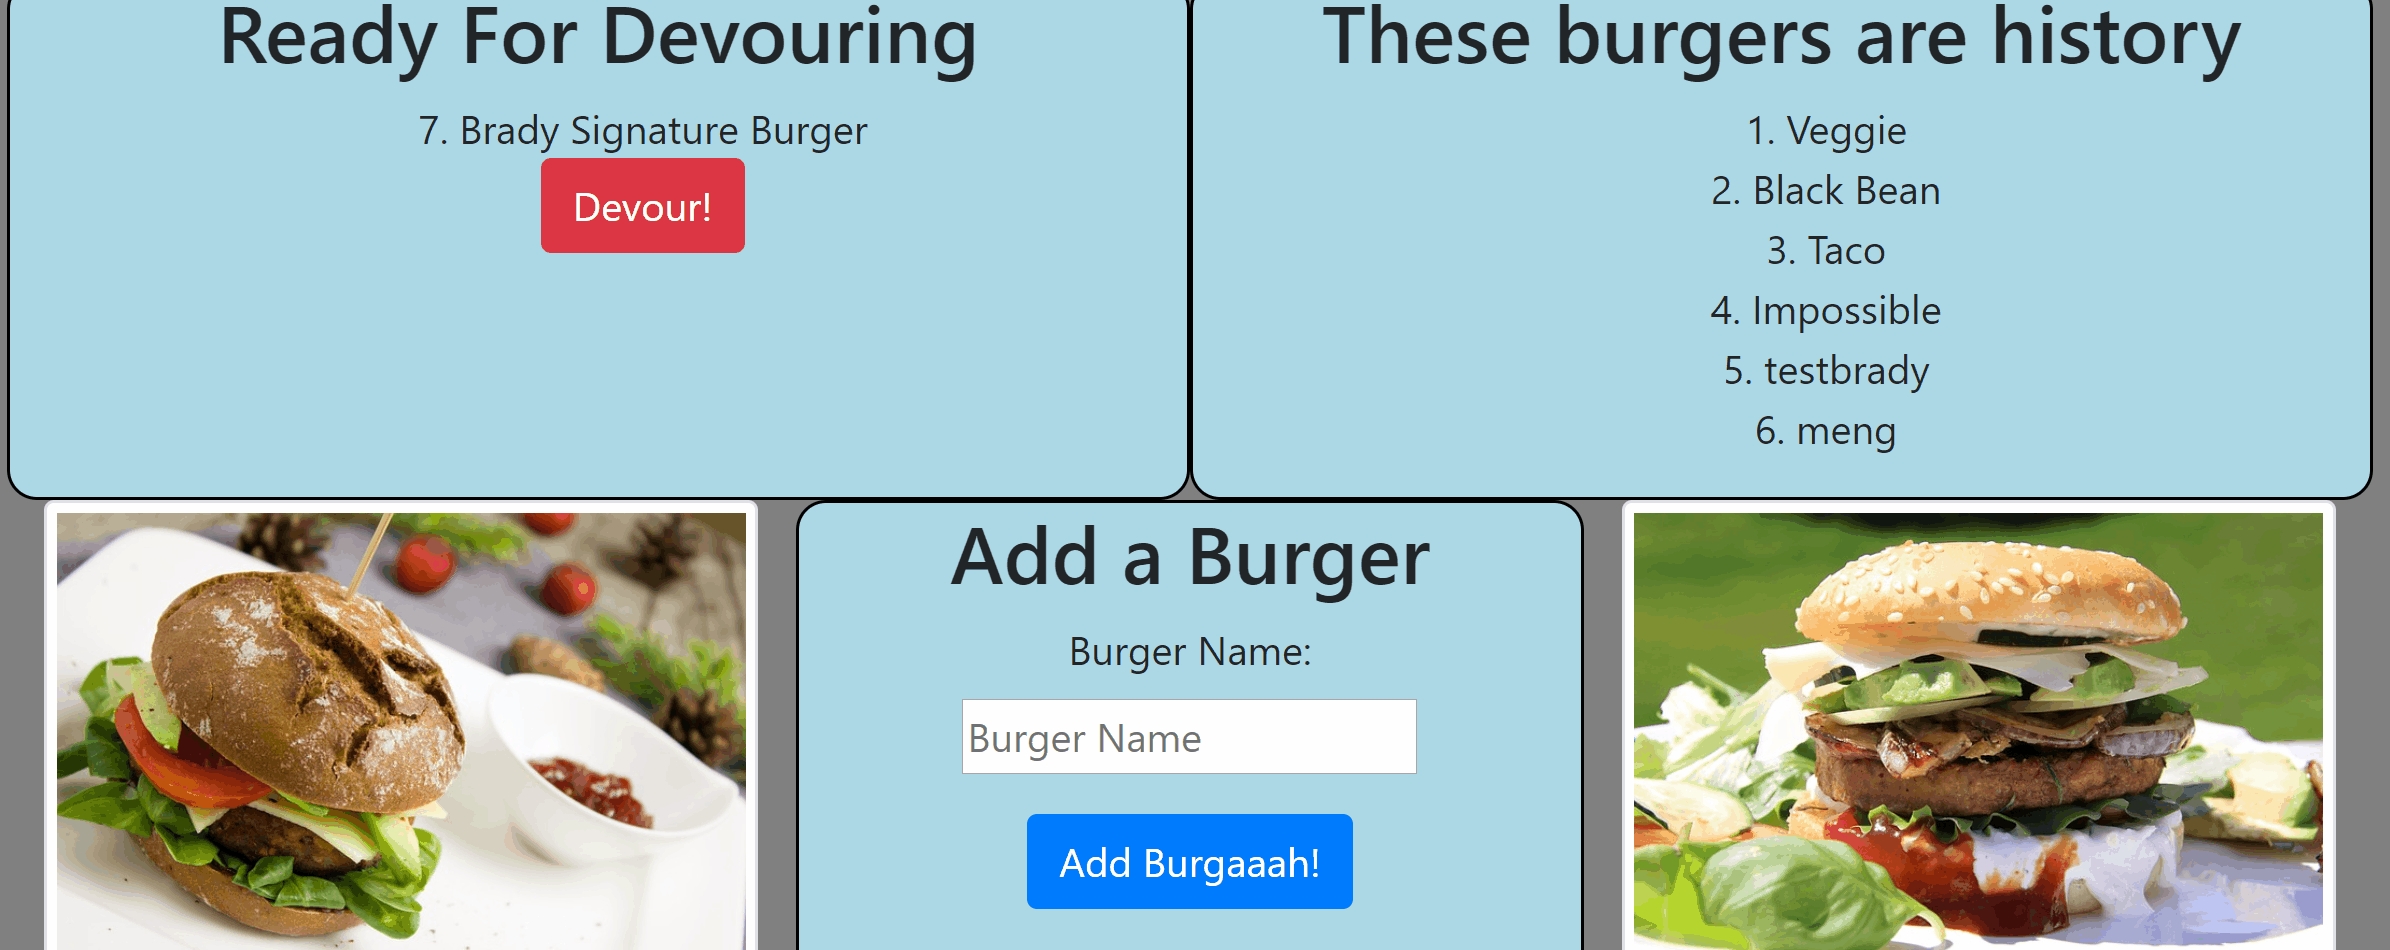 Ready For Devouring
7. Brady Signature Burger
Devour!
These burgers are history
1. Veggie
2. Black Bean
3. Taco
4. Impossible
5. testbrady
6. meng
Add a Burger
Burger Name:
Burger Name
Add Burgaaah!